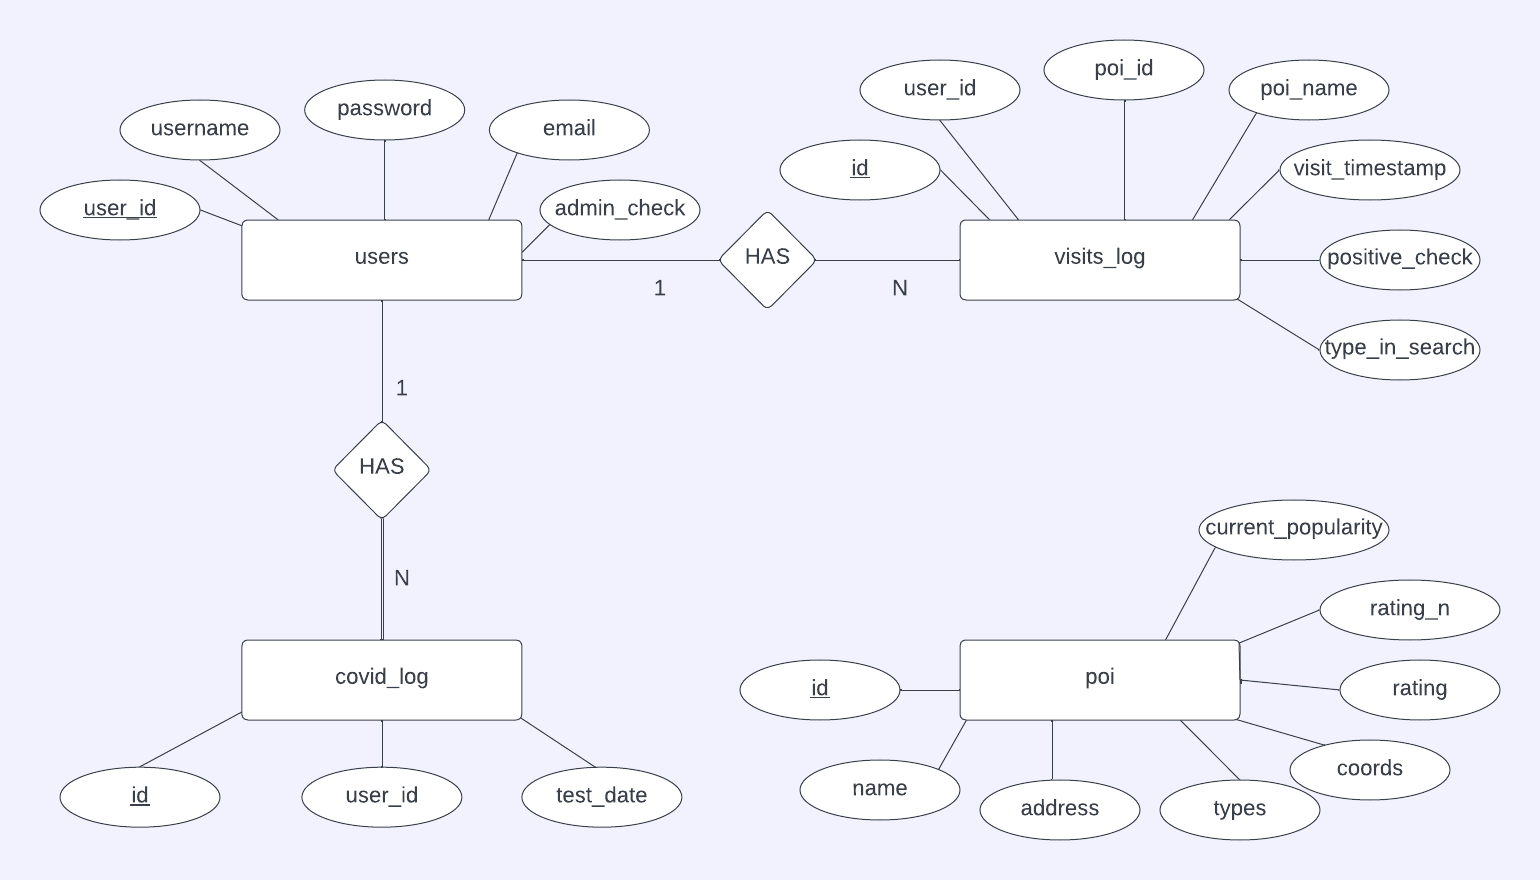 poi_id
user_id
poi_name
password
username
email
id
visit_timestamp
user_id
admin_check
users
HAS
visits_log
positive_check
1
N
type_in_search
1
HAS
current_popularity
N
rating_n
covid_log
poi
id
rating
coords
name
id
user_id
test_date
address
types